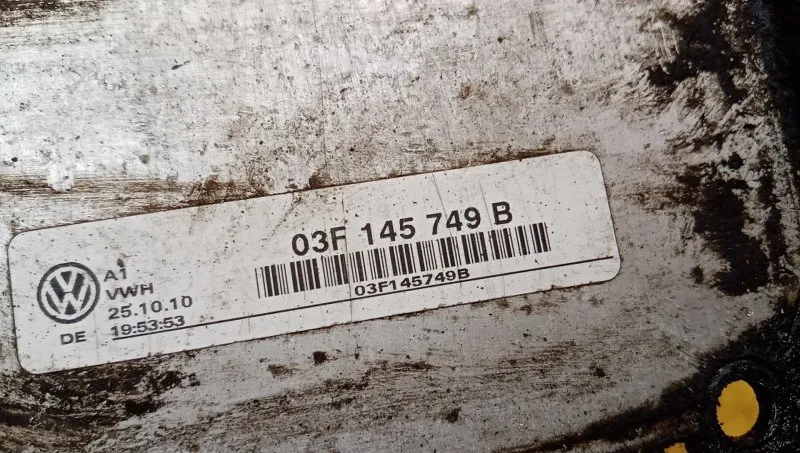 03F 145 749 B
03F145749B
A1
VWH
25.10.10
DE 19:53:53